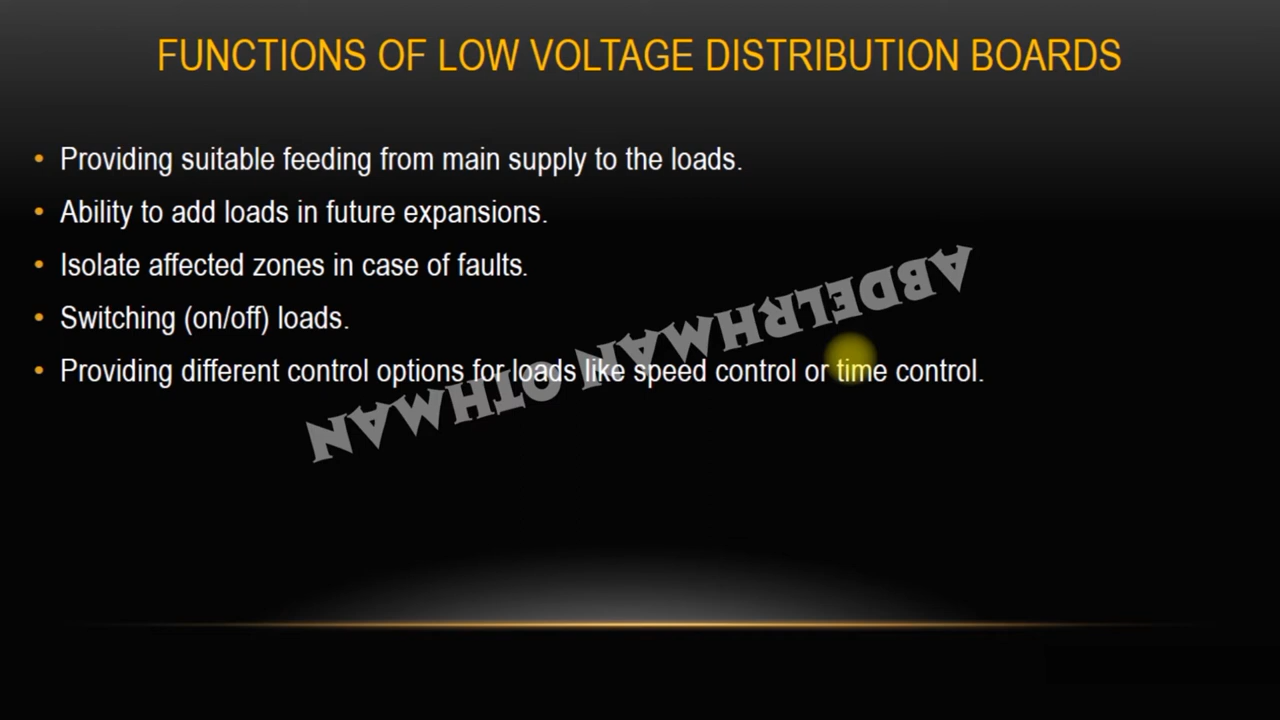 FUNCTIONS OF LOW VOLTAGE DISTRIBUTION BOARDS
• Providing suitable feeding from main supply to the loads.
• Ability to add loads in future expansions.
• Isolate affected zones in case of faults.
• Switching (on/off) loads.
• Providing different control options for loads like speed control or time control.
ABDELRHMAN OTHMAN